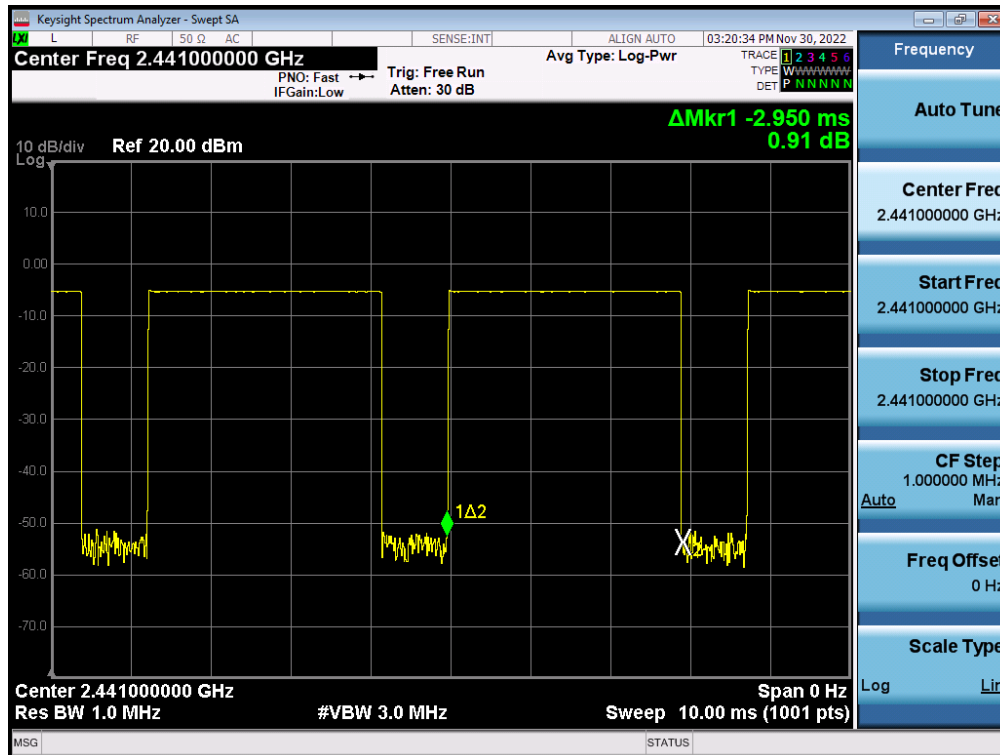 Keysight Spectrum Analyzer - Swept SA
LXI L RF 50 Ω AC SENSE:INT ALIGN AUTO 03:20:34 PM Nov 30, 2022
Center Freq 2.441000000 GHz
PNO: Fast
IFGain:Low
Trig: Free Run
Atten: 30 dB
Avg Type: Log-Pwr
TRACE 1 2 3 4 5 6
TYPE WWWWWW
DET P N N N N N
ΔMkr1 -2.950 ms
0.91 dB
10 dB/div Ref 20.00 dBm
Log
10.0
0.00
-10.0
-20.0
-30.0
-40.0
-50.0
-60.0
-70.0
1Δ2
Center 2.441000000 GHz Span 0 Hz
Res BW 1.0 MHz #VBW 3.0 MHz Sweep 10.00 ms (1001 pts)
MSG STATUS
Frequency
Auto Tune
Center Freq
2.441000000 GHz
Start Freq
2.441000000 GHz
Stop Freq
2.441000000 GHz
CF Step
1.000000 MHz
Auto Man
Freq Offset
0 Hz
Scale Type
Log Lin